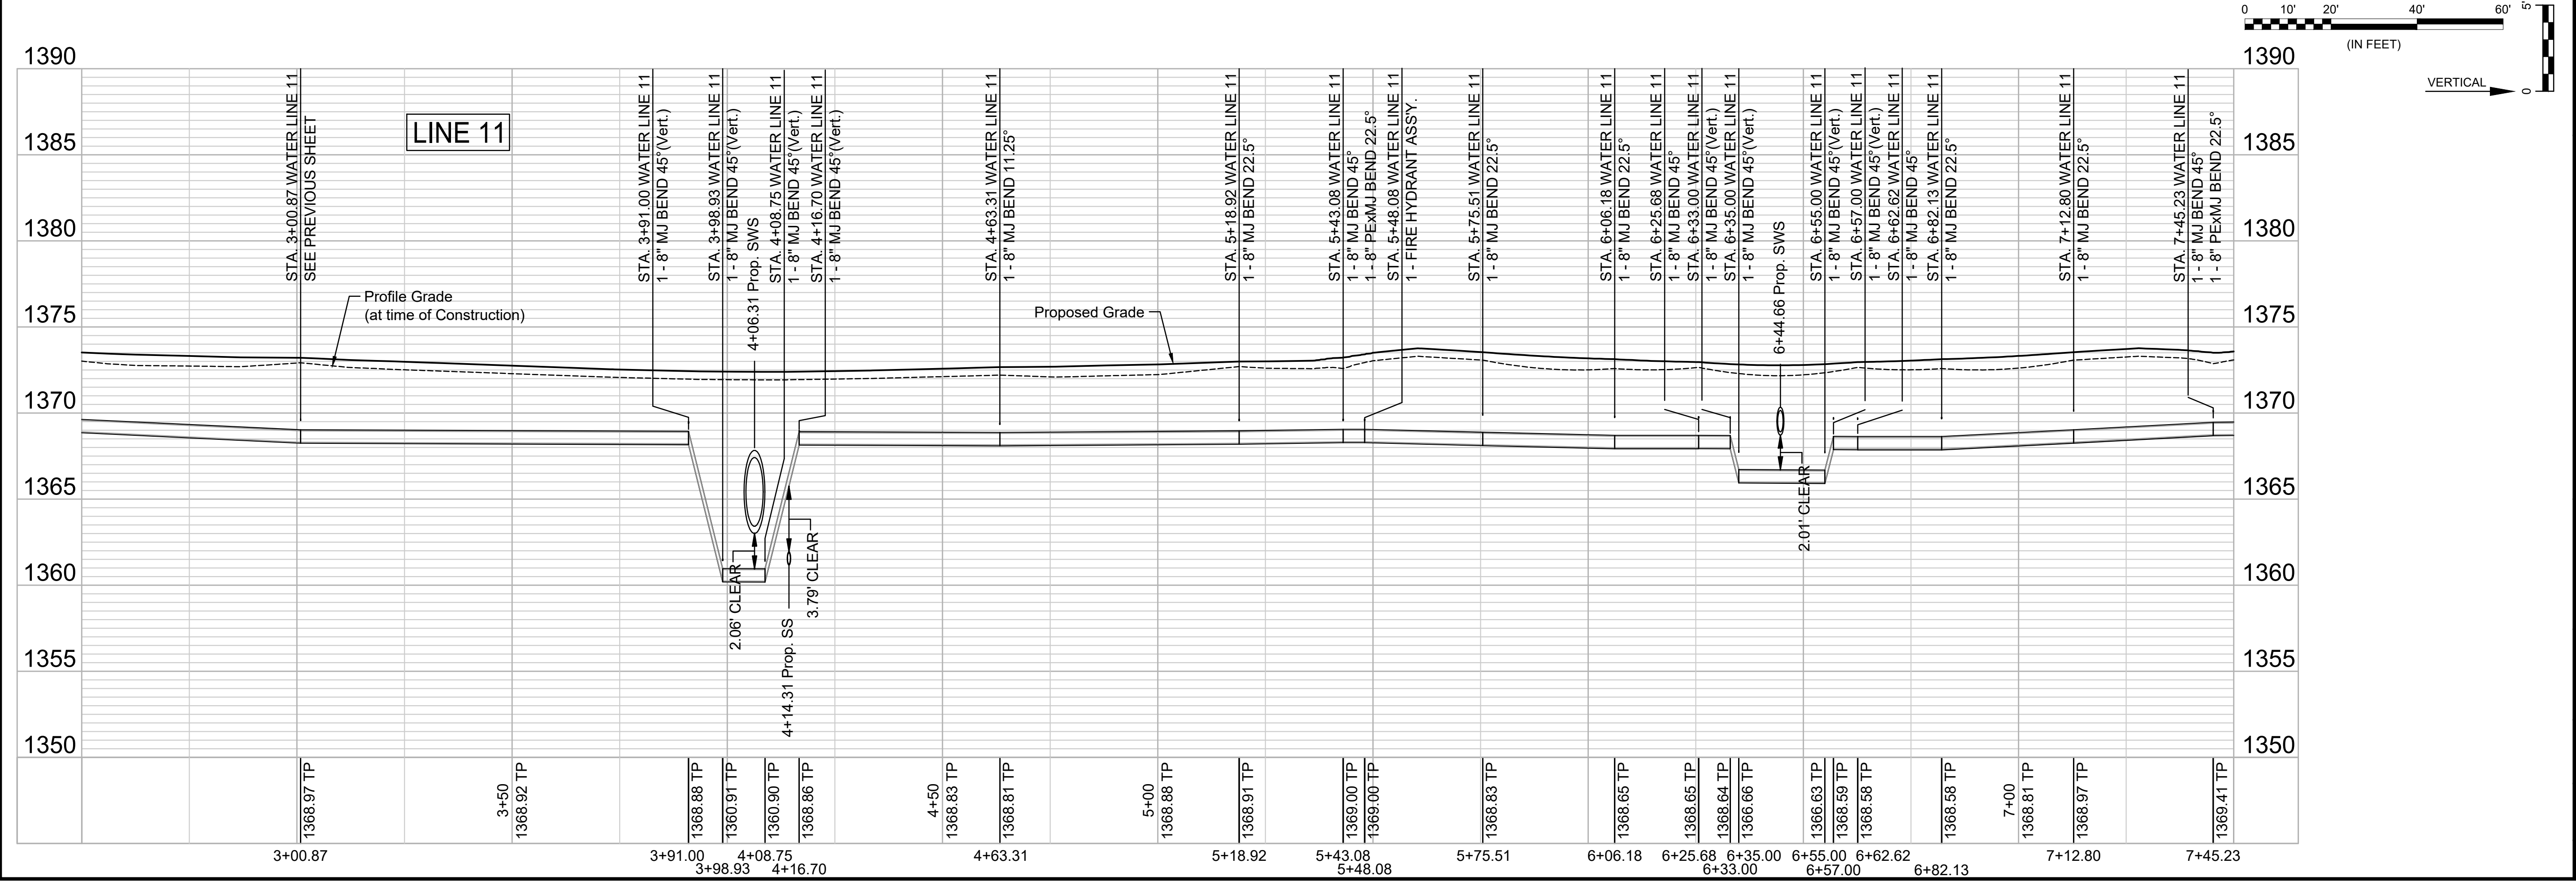 0 10' 20' 40' 60'
(IN FEET)
5'
0
VERTICAL
1390
1385
1380
1375
1370
1365
1360
1355
1350
1390
1385
1380
1375
1370
1365
1360
1355
1350
LINE 11
STA. 3+00.87 WATER LINE 11
SEE PREVIOUS SHEET
STA. 3+91.00 WATER LINE 11
1 - 8" MJ BEND 45°(Vert.)
STA. 3+98.93 WATER LINE 11
1 - 8" MJ BEND 45°(Vert.)
4+06.31 Prop. SWS
STA. 4+08.75 WATER LINE 11
1 - 8" MJ BEND 45°(Vert.)
STA. 4+16.70 WATER LINE 11
1 - 8" MJ BEND 45°(Vert.)
STA. 4+63.31 WATER LINE 11
1 - 8" MJ BEND 11.25°
STA. 5+18.92 WATER LINE 11
1 - 8" MJ BEND 22.5°
STA. 5+43.08 WATER LINE 11
1 - 8" MJ BEND 45°
1 - 8" PExMJ BEND 22.5°
STA. 5+48.08 WATER LINE 11
1 - FIRE HYDRANT ASS'Y.
STA. 5+75.51 WATER LINE 11
1 - 8" MJ BEND 22.5°
STA. 6+06.18 WATER LINE 11
1 - 8" MJ BEND 22.5°
STA. 6+25.68 WATER LINE 11
1 - 8" MJ BEND 45°
STA. 6+33.00 WATER LINE 11
1 - 8" MJ BEND 45°(Vert.)
STA. 6+35.00 WATER LINE 11
1 - 8" MJ BEND 45°(Vert.)
6+44.66 Prop. SWS
STA. 6+55.00 WATER LINE 11
1 - 8" MJ BEND 45°(Vert.)
STA. 6+57.00 WATER LINE 11
1 - 8" MJ BEND 45°(Vert.)
STA. 6+62.62 WATER LINE 11
1 - 8" MJ BEND 45°
STA. 6+82.13 WATER LINE 11
1 - 8" MJ BEND 22.5°
STA. 7+12.80 WATER LINE 11
1 - 8" MJ BEND 22.5°
STA. 7+45.23 WATER LINE 11
1 - 8" MJ BEND 45°
1 - 8" PExMJ BEND 22.5°
Profile Grade
(at time of Construction)
Proposed Grade
2.06' CLEAR
4+14.31 Prop. SS
3.79' CLEAR
2.01' CLEAR
1368.97 TP
3+50
1368.92 TP
1368.88 TP
1360.91 TP
1360.90 TP
1368.86 TP
4+50
1368.83 TP
1368.81 TP
5+00
1368.88 TP
1368.91 TP
1369.00 TP
1369.00 TP
1368.83 TP
1368.65 TP
1368.65 TP
1368.64 TP
1366.66 TP
1366.63 TP
1368.59 TP
1368.58 TP
1368.58 TP
7+00
1368.81 TP
1368.97 TP
1369.41 TP
3+00.87 3+91.00 4+08.75 4+63.31 5+18.92 5+43.08 5+75.51 6+06.18 6+25.68 6+35.00 6+55.00 6+62.62 7+12.80 7+45.23
3+98.93 4+16.70 5+48.08 6+33.00 6+57.00 6+82.13